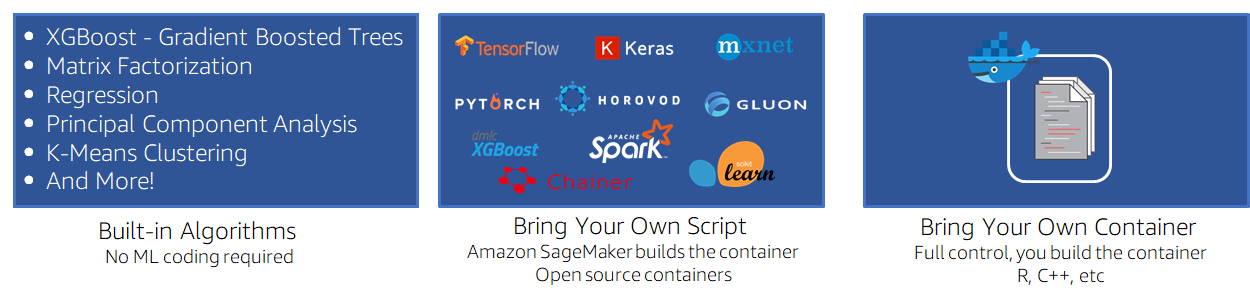 • XGBoost - Gradient Boosted Trees
• Matrix Factorization
• Regression
• Principal Component Analysis
• K-Means Clustering
• And More!
Built-in Algorithms
No ML coding required
TensorFlow
K Keras
mxnet
PYTORCH
HOROVOD
GLUON
dmlc
XGBoost
APACHE
Spark™
scikit
learn
Chainer
Bring Your Own Script
Amazon SageMaker builds the container
Open source containers
Bring Your Own Container
Full control, you build the container
R, C++, etc